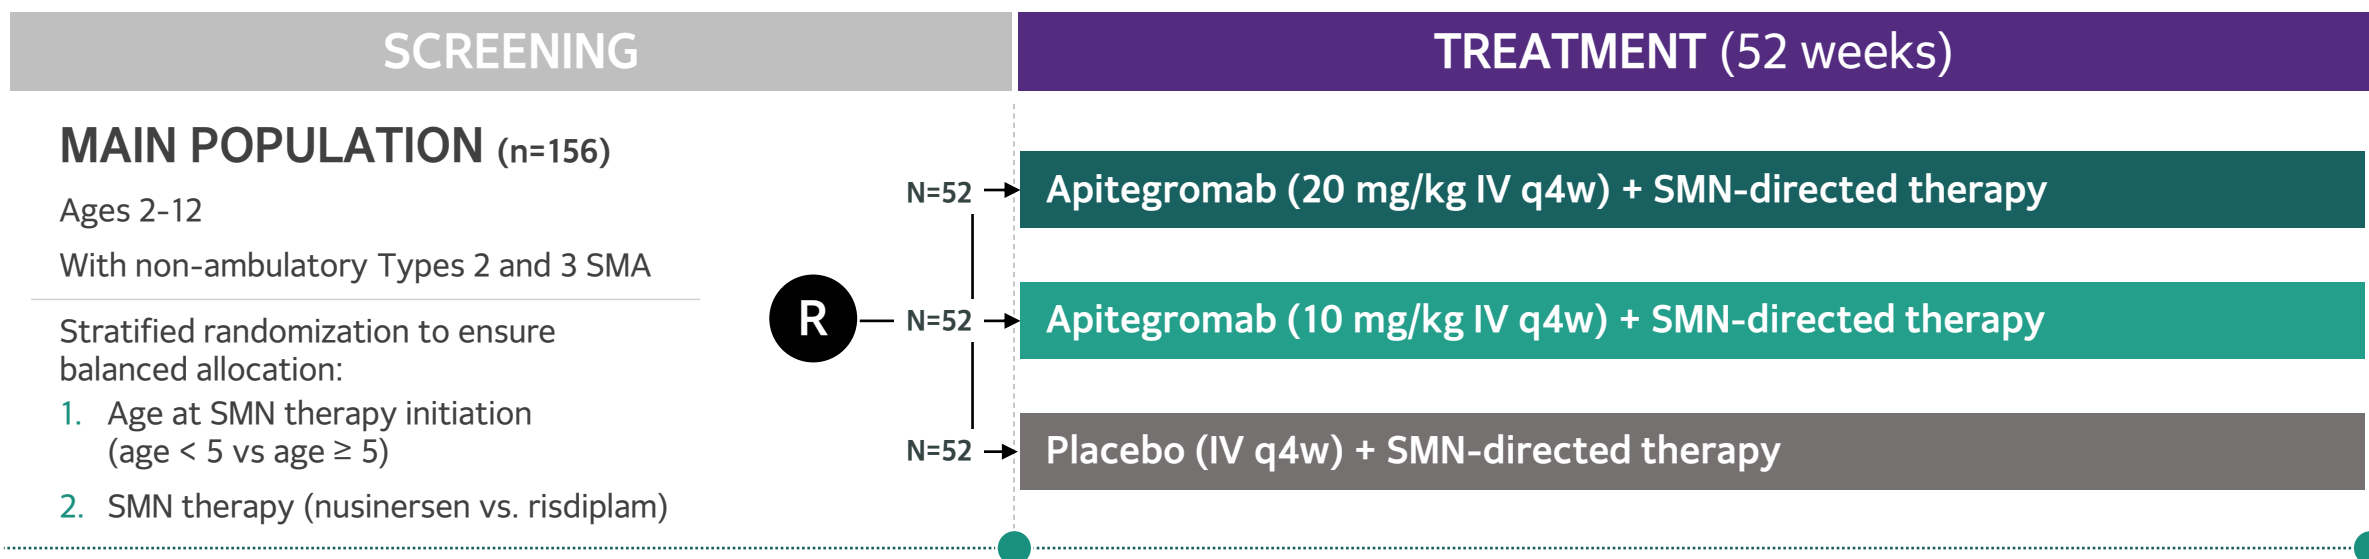 SCREENING
TREATMENT (52 weeks)
MAIN POPULATION (n=156)
Ages 2-12
With non-ambulatory Types 2 and 3 SMA
Stratified randomization to ensure
balanced allocation:
1. Age at SMN therapy initiation
(age < 5 vs age ≥ 5)
2. SMN therapy (nusinersen vs. risdiplam)
R
N=52
Apitegromab (20 mg/kg IV q4w) + SMN-directed therapy
N=52
Apitegromab (10 mg/kg IV q4w) + SMN-directed therapy
N=52
Placebo (IV q4w) + SMN-directed therapy